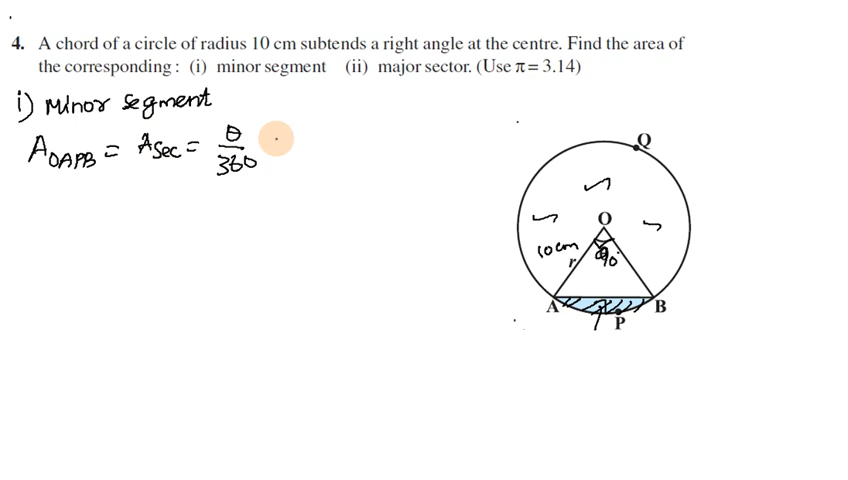 4. A chord of a circle of radius 10 cm subtends a right angle at the centre. Find the area of
the corresponding : (i) minor segment (ii) major sector. (Use π = 3.14)
i) Minor segment
A_OAPB = A_Sec = θ/360
Q
O
10cm
r
90°
A
B
P